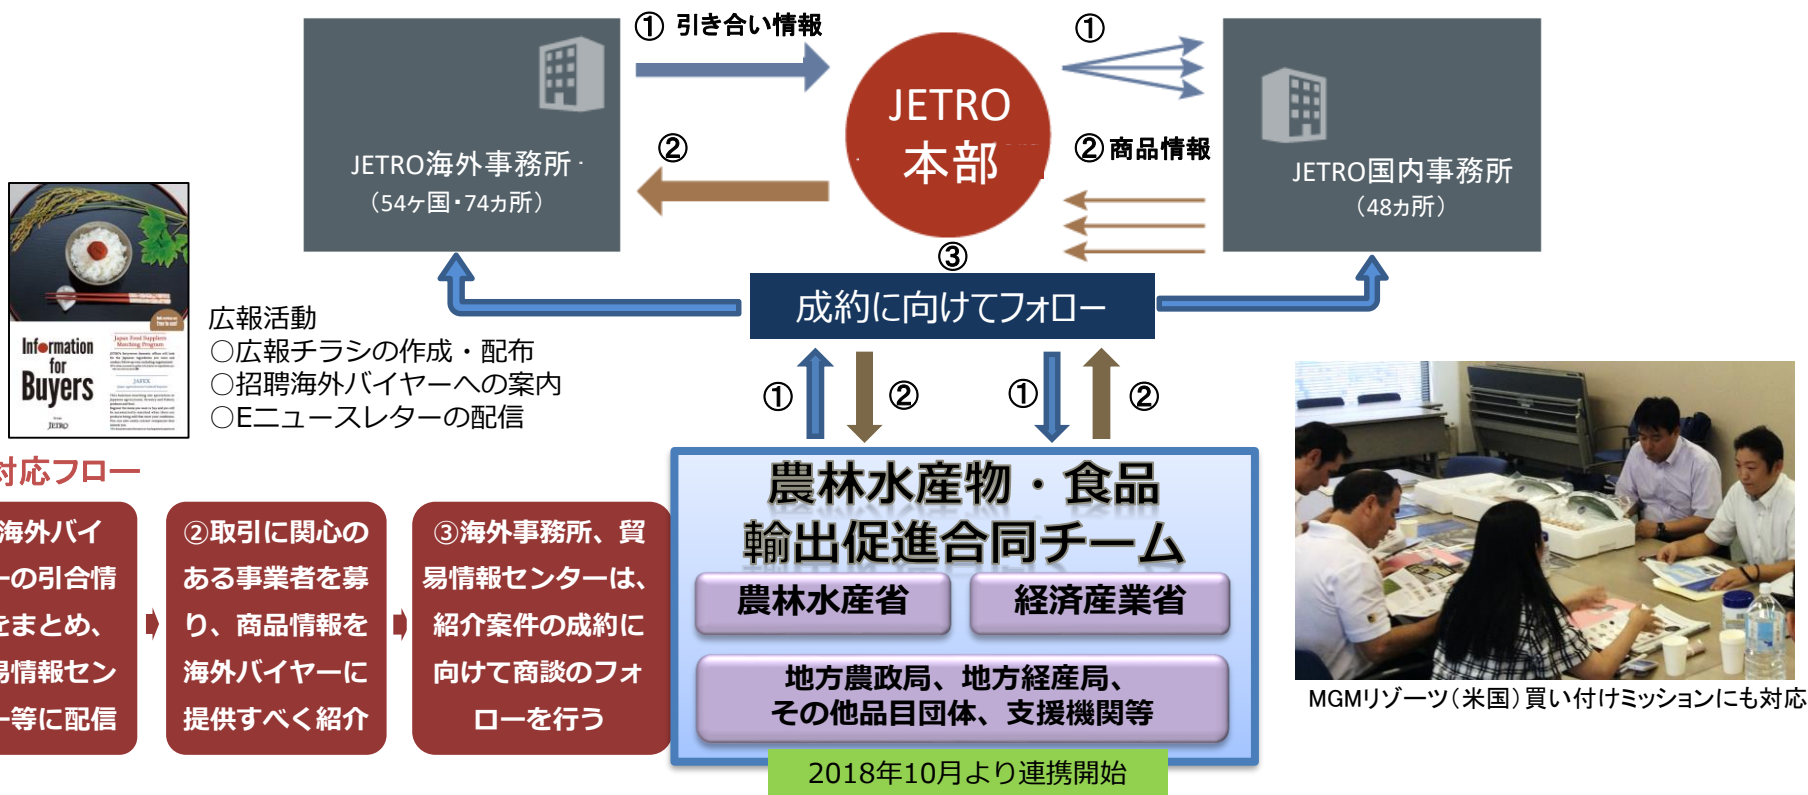 ① 引き合い情報
①
JETRO
本部
②
② 商品情報
JETRO海外事務所
（54ヶ国・74ヵ所）
JETRO国内事務所
（48ヵ所）
③
成約に向けてフォロー
Information
for
Buyers
Japan Food Suppliers
Matching Program
JETRO
広報活動
○広報チラシの作成・配布
○招聘海外バイヤーへの案内
○Eニュースレターの配信
①
②
①
②
対応フロー
海外バイ
ーの引合情
をまとめ、
易情報セン
ー等に配信
②取引に関心の
ある事業者を募
り、商品情報を
海外バイヤーに
提供すべく紹介
③海外事務所、貿
易情報センターは、
紹介案件の成約に
向けて商談のフォ
ローを行う
農林水産物・食品
輸出促進合同チーム
農林水産省
経済産業省
地方農政局、地方経産局、
その他品目団体、支援機関等
2018年10月より連携開始
MGMリゾーツ（米国）買い付けミッションにも対応